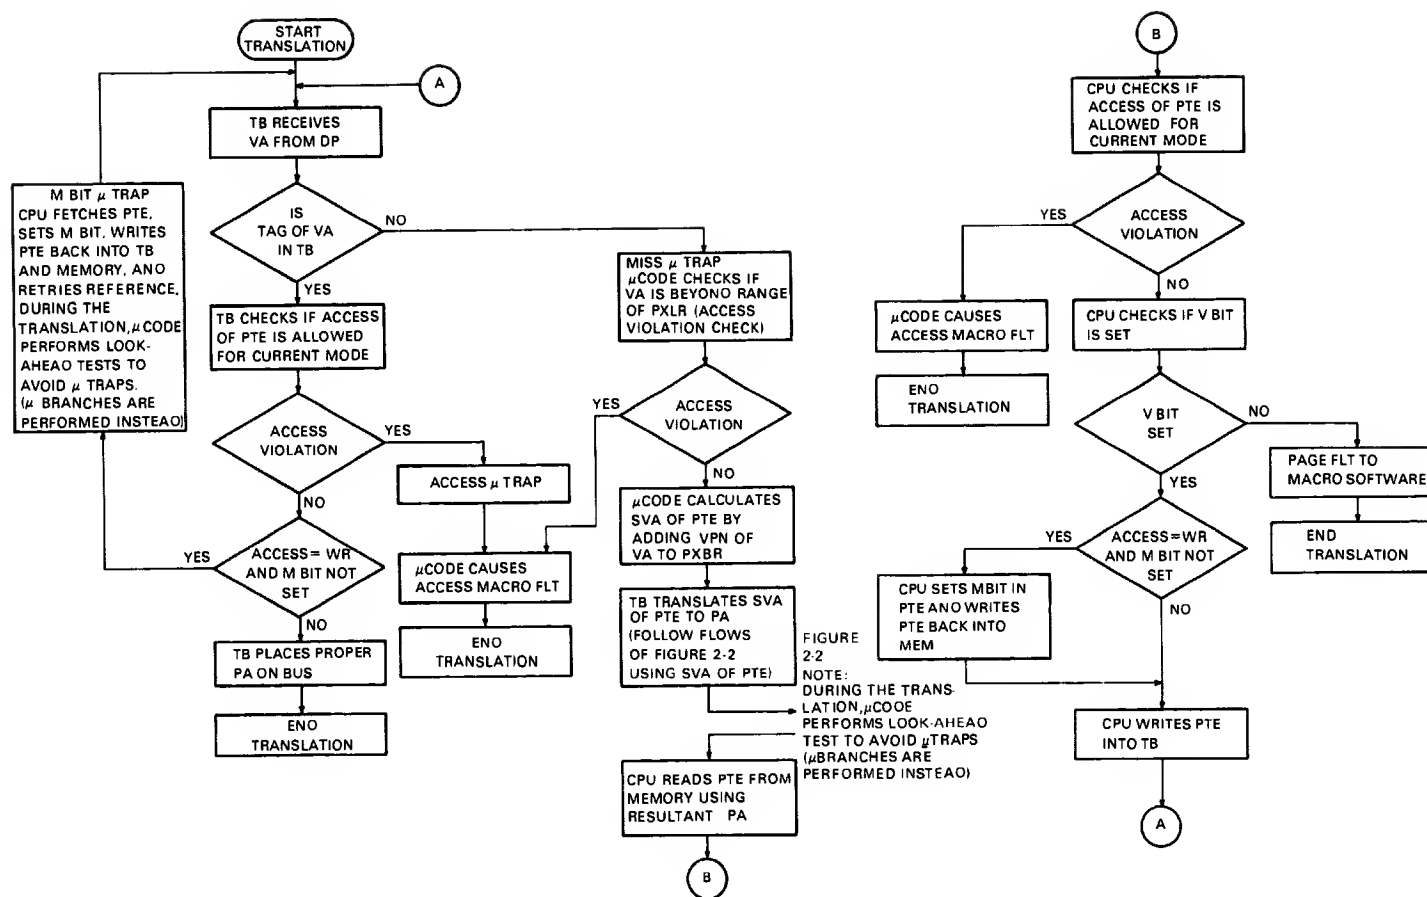 START
TRANSLATION
A
TB RECEIVES
VA FROM DP
IS
TAG OF VA
IN TB
NO
YES
M BIT μ TRAP
CPU FETCHES PTE,
SETS M BIT, WRITES
PTE BACK INTO TB
AND MEMORY, ANO
RETRIES REFERENCE.
DURING THE
TRANSLATION,μCODE
PERFORMS LOOK-
AHEAO TESTS TO
AVOID μ TRAPS.
(μ BRANCHES ARE
PERFORMED INSTEAO)
TB CHECKS IF ACCESS
OF PTE IS ALLOWED
FOR CURRENT MODE
ACCESS
VIOLATION
YES
NO
ACCESS μ TRAP
YES
ACCESS= WR
AND M BIT NOT
SET
NO
μCODE CAUSES
ACCESS MACRO FLT
ENO
TRANSLATION
TB PLACES PROPER
PA ON BUS
ENO
TRANSLATION
MISS μ TRAP
μCODE CHECKS IF
VA IS BEYONO RANGE
OF PXLR (ACCESS
VIOLATION CHECK)
YES
ACCESS
VIOLATION
NO
μCODE CALCULATES
SVA OF PTE BY
ADDING VPN OF
VA TO PXBR
TB TRANSLATES SVA
OF PTE TO PA
(FOLLOW FLOWS
OF FIGURE 2-2
USING SVA OF PTE)
FIGURE
2-2
NOTE:
DURING THE TRANS-
LATION,μCOOE
PERFORMS LOOK-AHEAO
TEST TO AVOID μTRAPS
(μBRANCHES ARE
PERFORMED INSTEAO)
CPU READS PTE FROM
MEMORY USING
RESULTANT PA
B
B
CPU CHECKS IF
ACCESS OF PTE IS
ALLOWED FOR
CURRENT MODE
YES
ACCESS
VIOLATION
NO
μCODE CAUSES
ACCESS MACRO FLT
ENO
TRANSLATION
CPU CHECKS IF V BIT
IS SET
V BIT
SET
NO
YES
PAGE FLT TO
MACRO SOFTWARE
END
TRANSLATION
YES
ACCESS=WR
AND M BIT NOT
SET
NO
CPU SETS MBIT IN
PTE ANO WRITES
PTE BACK INTO
MEM
CPU WRITES PTE
INTO TB
A